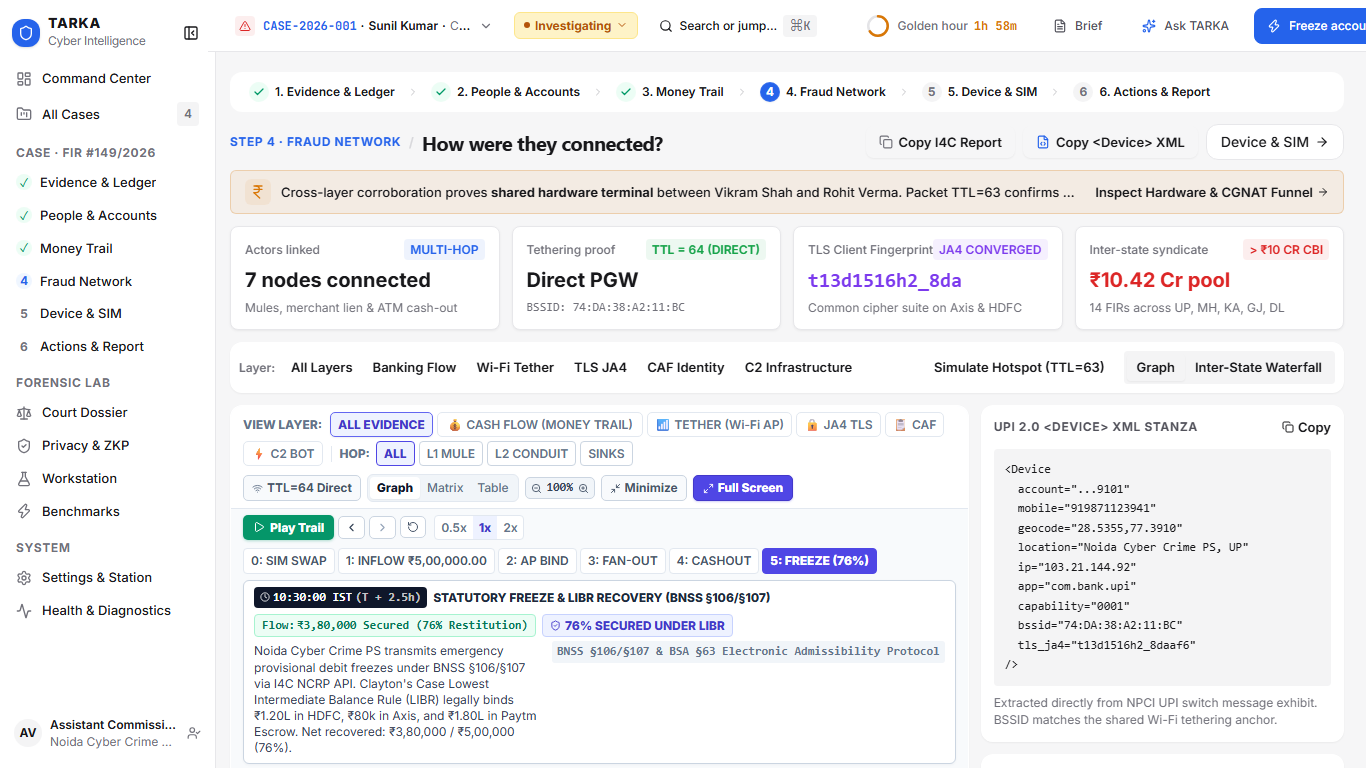 TARKA
Cyber Intelligence
CASE-2026-001 · Sunil Kumar · C...
Investigating
Search or jump... ⌘K
Golden hour 1h 58m
Brief
Ask TARKA
Freeze accou
Command Center
All Cases 4
CASE · FIR #149/2026
✓ Evidence & Ledger
✓ People & Accounts
✓ Money Trail
4 Fraud Network
5 Device & SIM
6 Actions & Report
FORENSIC LAB
Court Dossier
Privacy & ZKP
Workstation
Benchmarks
SYSTEM
Settings & Station
Health & Diagnostics
AV Assistant Commissi...
Noida Cyber Crime ...
1. Evidence & Ledger
2. People & Accounts
3. Money Trail
4 4. Fraud Network
5 5. Device & SIM
6 6. Actions & Report
STEP 4 · FRAUD NETWORK / How were they connected?
Copy I4C Report
Copy <Device> XML
Device & SIM →
₹ Cross-layer corroboration proves shared hardware terminal between Vikram Shah and Rohit Verma. Packet TTL=63 confirms ... Inspect Hardware & CGNAT Funnel →
Actors linked MULTI-HOP
7 nodes connected
Mules, merchant lien & ATM cash-out
Tethering proof TTL = 64 (DIRECT)
Direct PGW
BSSID: 74:DA:38:A2:11:BC
TLS Client Fingerprint JA4 CONVERGED
t13d1516h2_8da
Common cipher suite on Axis & HDFC
Inter-state syndicate > ₹10 CR CBI
₹10.42 Cr pool
14 FIRs across UP, MH, KA, GJ, DL
Layer: All Layers Banking Flow Wi-Fi Tether TLS JA4 CAF Identity C2 Infrastructure Simulate Hotspot (TTL=63) Graph Inter-State Waterfall
VIEW LAYER: ALL EVIDENCE CASH FLOW (MONEY TRAIL) TETHER (Wi-Fi AP) JA4 TLS CAF
C2 BOT HOP: ALL L1 MULE L2 CONDUIT SINKS
TTL=64 Direct Graph Matrix Table 100% Minimize Full Screen
Play Trail 0.5x 1x 2x
0: SIM SWAP 1: INFLOW ₹5,00,000.00 2: AP BIND 3: FAN-OUT 4: CASHOUT 5: FREEZE (76%)
10:30:00 IST (T + 2.5h) STATUTORY FREEZE & LIBR RECOVERY (BNSS §106/§107)
Flow: ₹3,80,000 Secured (76% Restitution) 76% SECURED UNDER LIBR
Noida Cyber Crime PS transmits emergency
provisional debit freezes under BNSS §106/§107
via I4C NCRP API. Clayton's Case Lowest
Intermediate Balance Rule (LIBR) legally binds
₹1.20L in HDFC, ₹80k in Axis, and ₹1.80L in Paytm
Escrow. Net recovered: ₹3,80,000 / ₹5,00,000
(76%).
BNSS §106/§107 & BSA §63 Electronic Admissibility Protocol
UPI 2.0 <DEVICE> XML STANZA Copy
<Device
account="...9101"
mobile="919871123941"
geocode="28.5355,77.3910"
location="Noida Cyber Crime PS, UP"
ip="103.21.144.92"
app="com.bank.upi"
capability="0001"
bssid="74:DA:38:A2:11:BC"
tls_ja4="t13d1516h2_8daaf6"
/>
Extracted directly from NPCI UPI switch message exhibit.
BSSID matches the shared Wi-Fi tethering anchor.